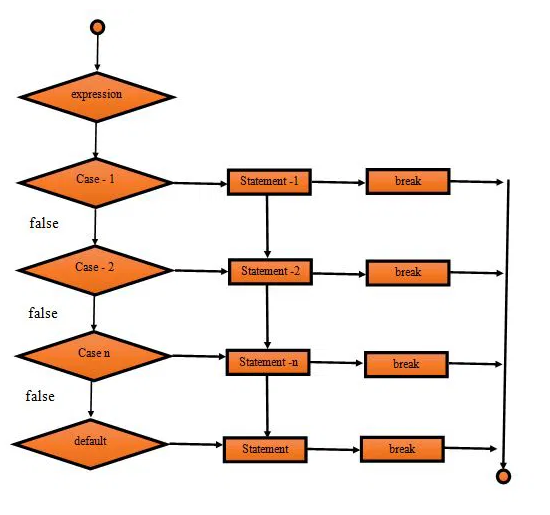 expression
Case - 1
Statement -1
break
false
Case - 2
Statement -2
break
false
Case n
Statement -n
break
false
default
Statement
break